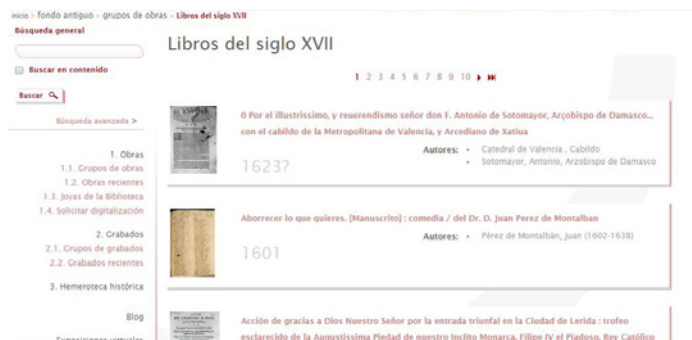 inicio > fondo antiguo > grupos de obras > Libros del siglo XVII
Búsqueda general
Buscar en contenido
Buscar
Búsqueda avanzada >
1. Obras
1.1. Grupos de obras
1.2. Obras recientes
1.3. Joyas de la Biblioteca
1.4. Solicitar digitalización
2. Grabados
2.1. Grupos de grabados
2.2. Grabados recientes
3. Hemeroteca histórica
Blog
Exposiciones virtuales
Libros del siglo XVII
1 2 3 4 5 6 7 8 9 10
0 Por el illustrissimo, y reuerendismo señor don F. Antonio de Sotomayor, Arçobispo de Damasco...
con el cabildo de la Metropolitana de Valencia, y Arcediano de Xatiua
Autores: • Catedral de Valencia . Cabildo
• Sotomayor, Antonio, Arzobispo de Damasco
1623?
Aborrecer lo que quieres. [Manuscrito] : comedia / del Dr. D. Juan Perez de Montalban
Autores: • Pérez de Montalbán, Juan (1602-1638)
1601
Acción de gracias a Dios Nuestro Señor por la entrada triunfal en la Ciudad de Lerida : trofeo
esclarecido de la Augustissima Piedad de nuestro Inclito Monarca, Filipe IV el Piadoso, Rey Católico